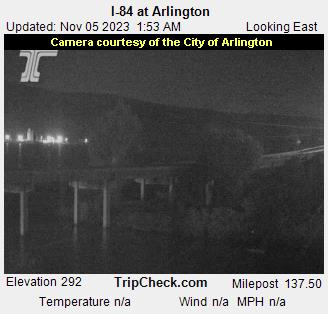 I-84 at Arlington
Updated: Nov 05 2023 1:53 AM Looking East
Camera courtesy of the City of Arlington
Elevation 292 TripCheck.com Milepost 137.50
Temperature n/a Wind n/a MPH n/a